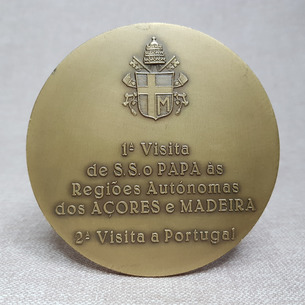 M
1ª Visita
de S.S.o PAPA às
Regiões Autónomas
dos AÇORES e MADEIRA
2ª Visita a Portugal